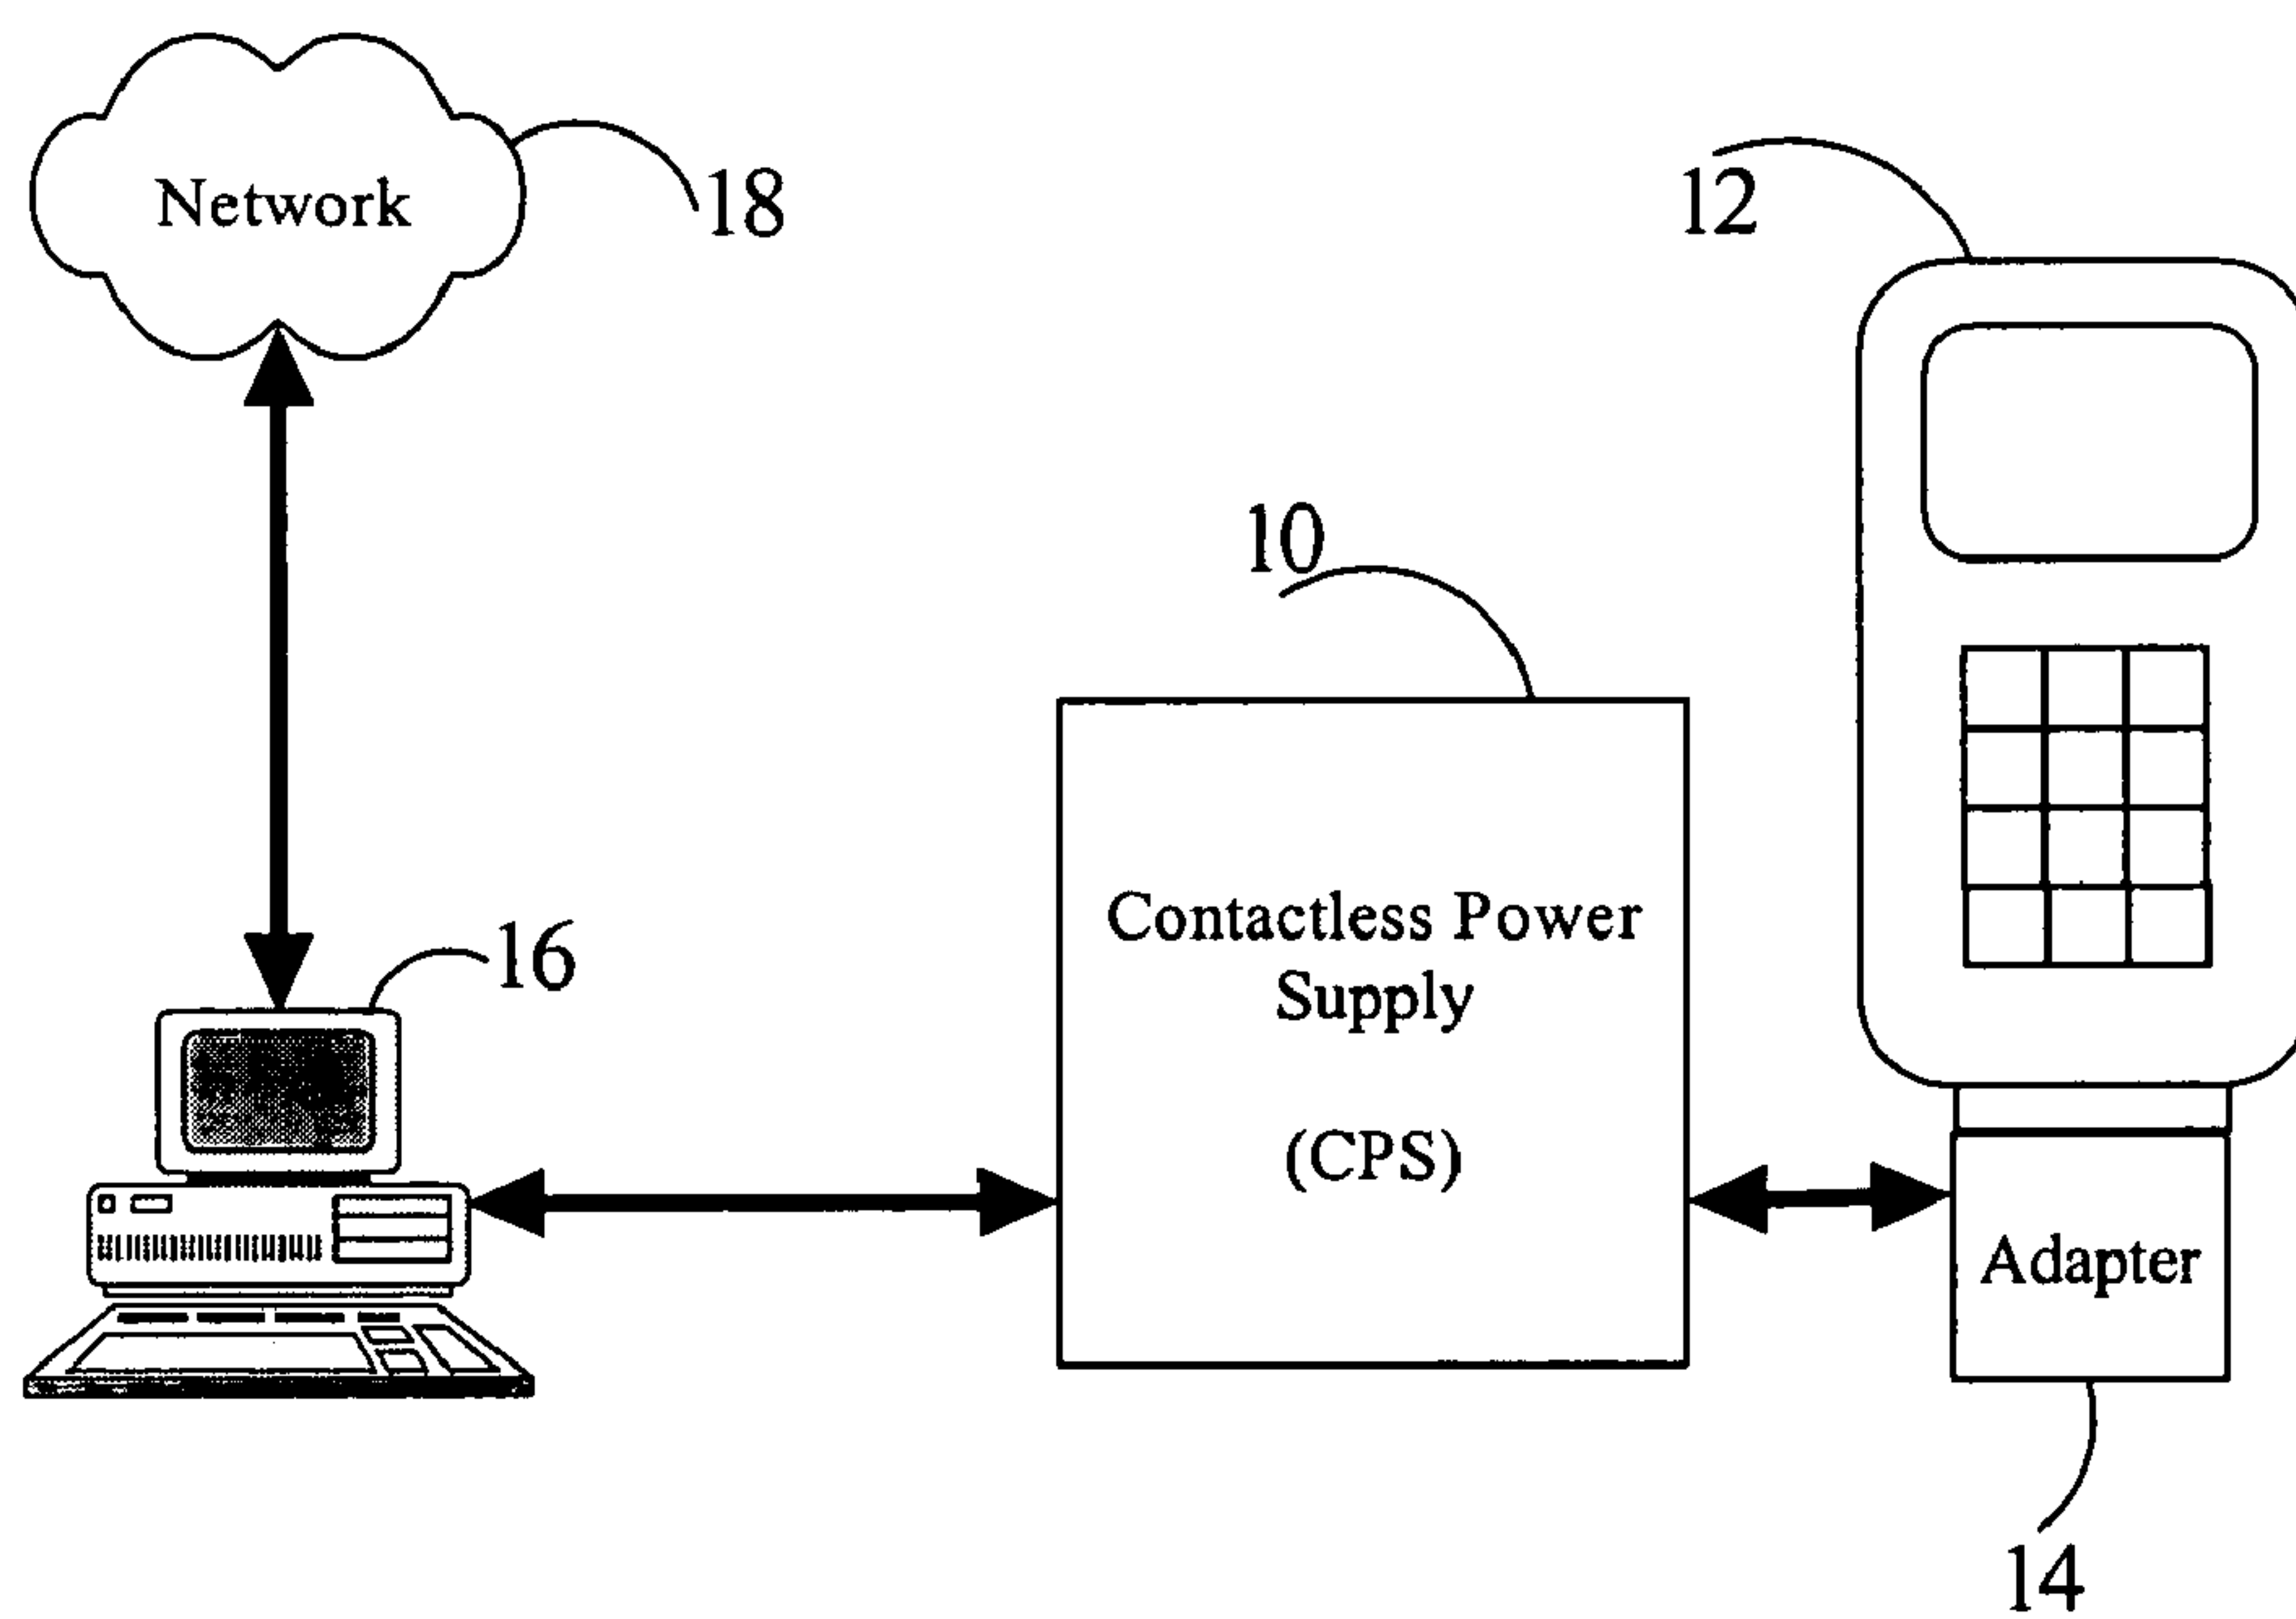 Network
18
12
10
16
Contactless Power
Supply
(CPS)
Adapter
14